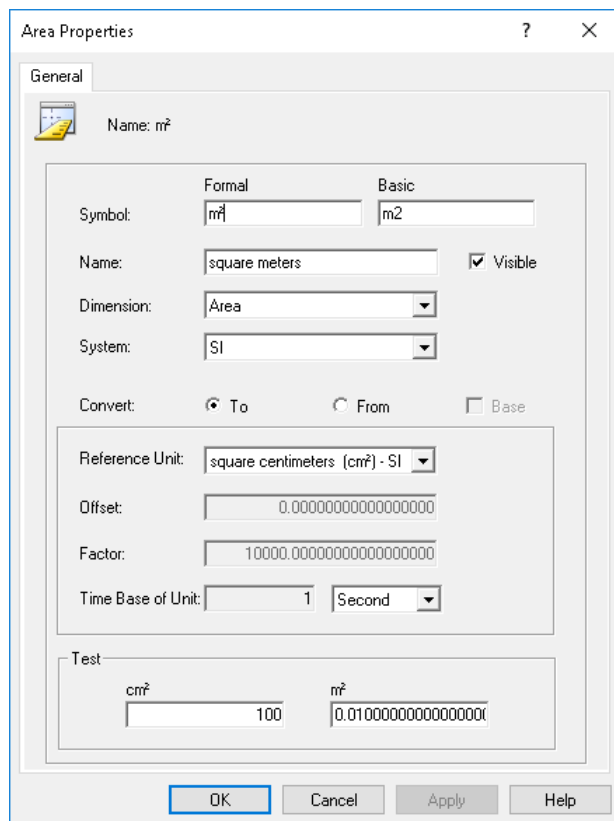 Area Properties ? ×
General
Name: m²
Formal Basic
Symbol: m² m2
Name: square meters Visible
Dimension: Area
System: SI
Convert: To From Base
Reference Unit: square centimeters (cm²) - SI
Offset: 0.00000000000000000
Factor: 10000.00000000000000000
Time Base of Unit: 1 Second
Test
cm² m²
100 0.0100000000000000(
OK Cancel Apply Help